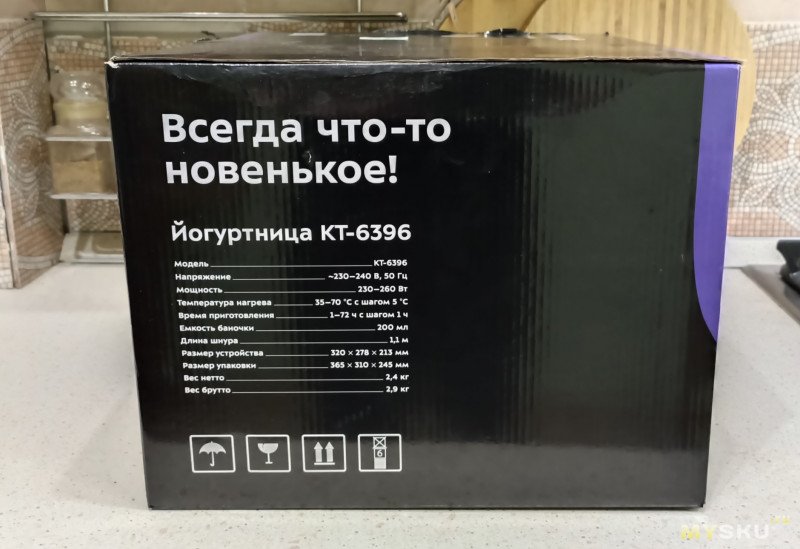 Всегда что-то
новенькое!
Йогуртница КТ-6396
Модель КТ-6396
Напряжение ~230–240 В, 50 Гц
Мощность 230–260 Вт
Температура нагрева 35–70 °С с шагом 5 °С
Время приготовления 1–72 ч с шагом 1 ч
Емкость баночки 200 мл
Длина шнура 1,1 м
Размер устройства 320 × 278 × 213 мм
Размер упаковки 365 × 310 × 245 мм
Вес нетто 2,4 кг
Вес брутто 2,9 кг
6
MYSKU